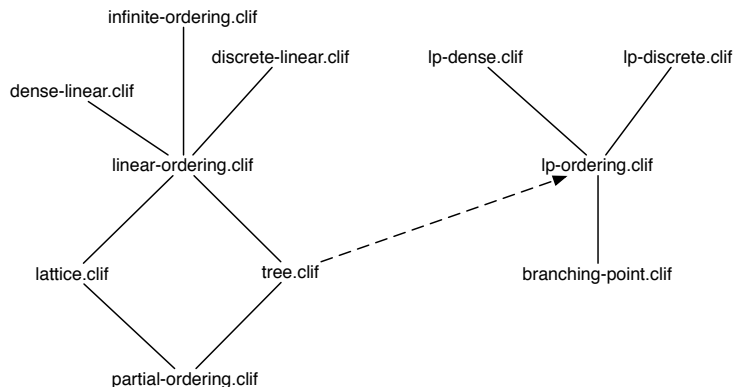 infinite-ordering.clif
discrete-linear.clif
lp-dense.clif
lp-discrete.clif
dense-linear.clif
linear-ordering.clif
lp-ordering.clif
lattice.clif
tree.clif
branching-point.clif
partial-ordering.clif